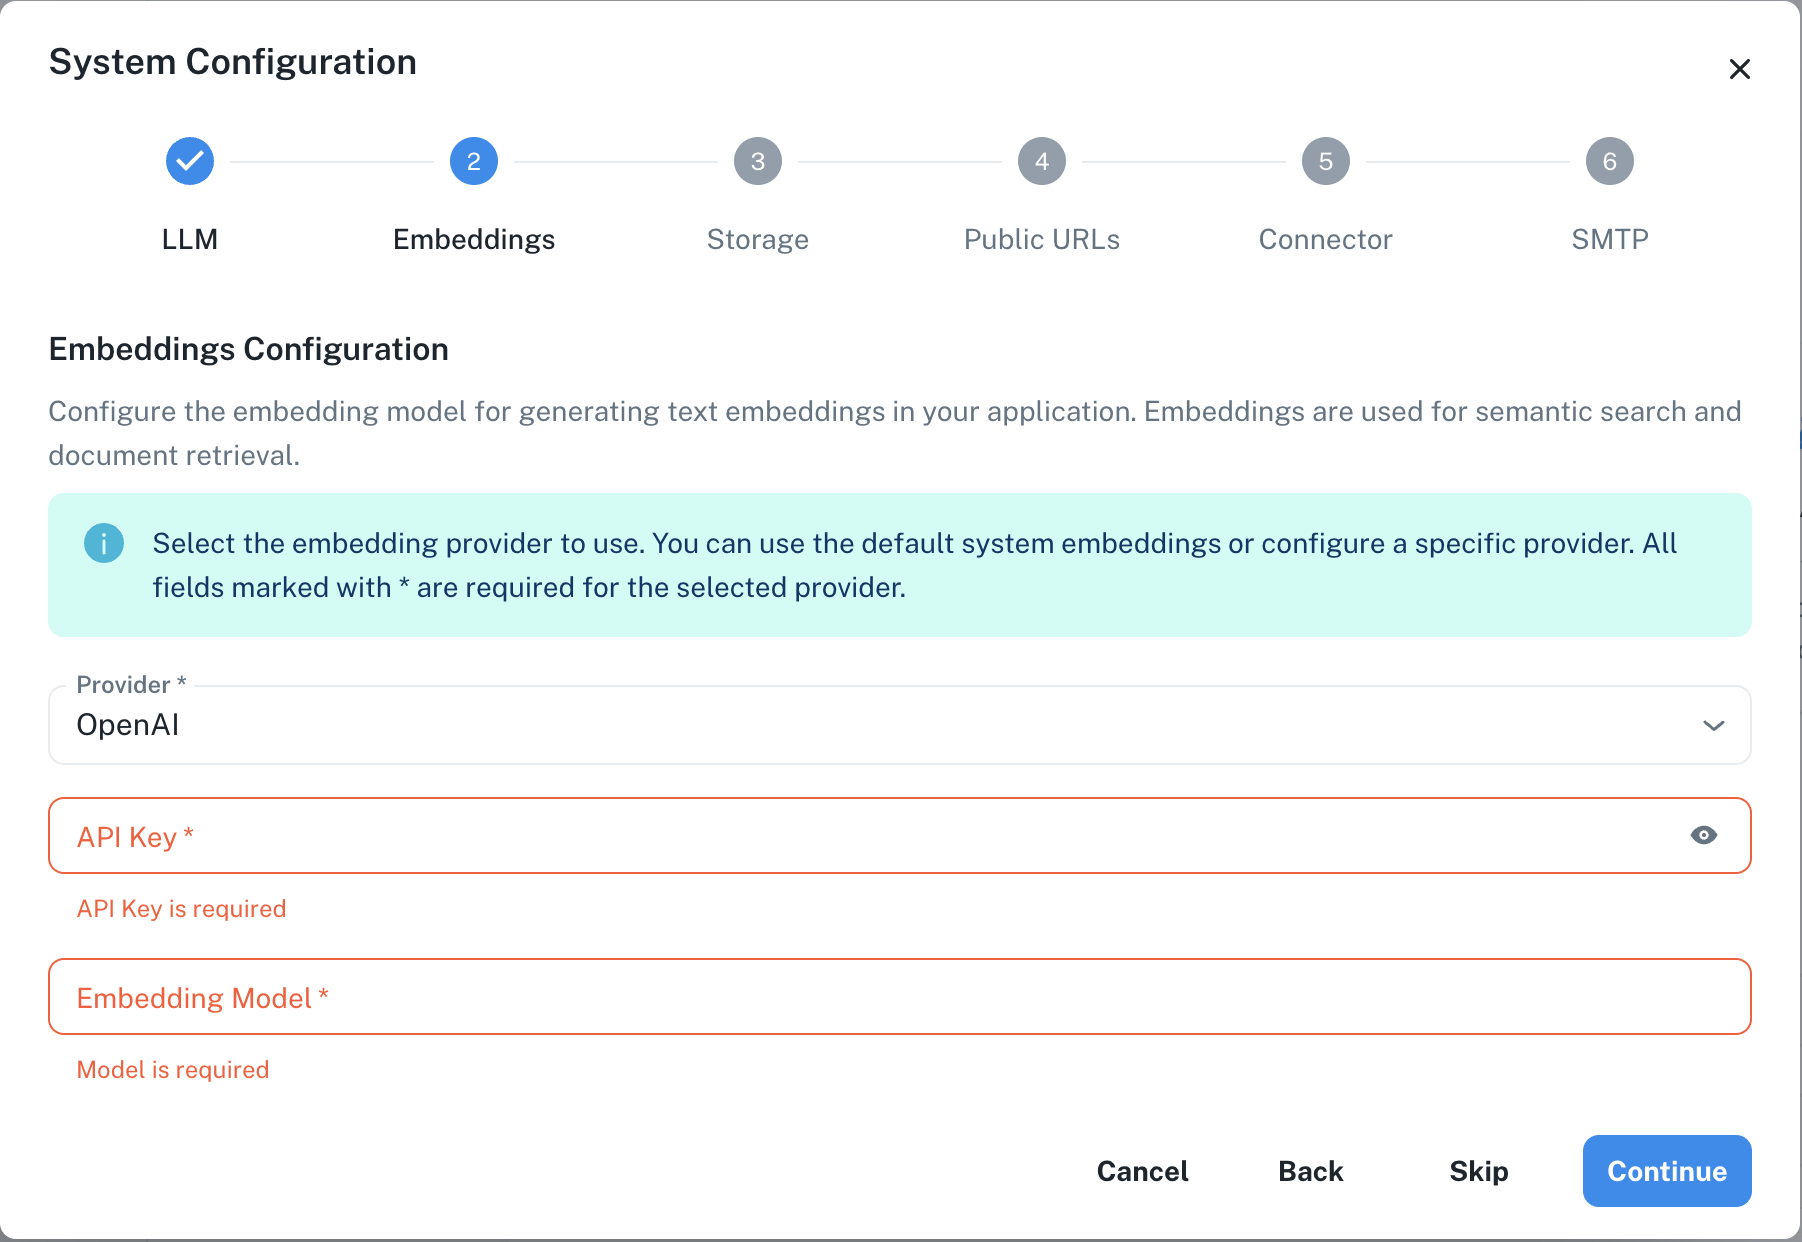 System Configuration
2
3
4
5
6
LLM
Embeddings
Storage
Public URLs
Connector
SMTP
Embeddings Configuration
Configure the embedding model for generating text embeddings in your application. Embeddings are used for semantic search and
document retrieval.
i
Select the embedding provider to use. You can use the default system embeddings or configure a specific provider. All
fields marked with * are required for the selected provider.
Provider *
OpenAI
API Key *
API Key is required
Embedding Model *
Model is required
Cancel
Back
Skip
Continue